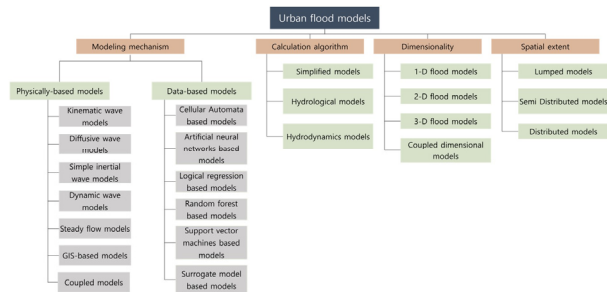 Urban flood models
Modeling mechanism
Calculation algorithm
Dimensionality
Spatial extent
Physically-based models
Data-based models
Kinematic wave
models
Diffusive wave
models
Simple inertial
wave models
Dynamic wave
models
Steady flow models
GIS-based models
Coupled models
Cellular Automata
based models
Artificial neural
networks based
models
Logical regression
based models
Random forest
based models
Support vector
machines based
models
Surrogate model
based models
Simplified models
Hydrological models
Hydrodynamics models
1-D flood models
2-D flood models
3-D flood models
Coupled dimensional
models
Lumped models
Semi Distributed models
Distributed models